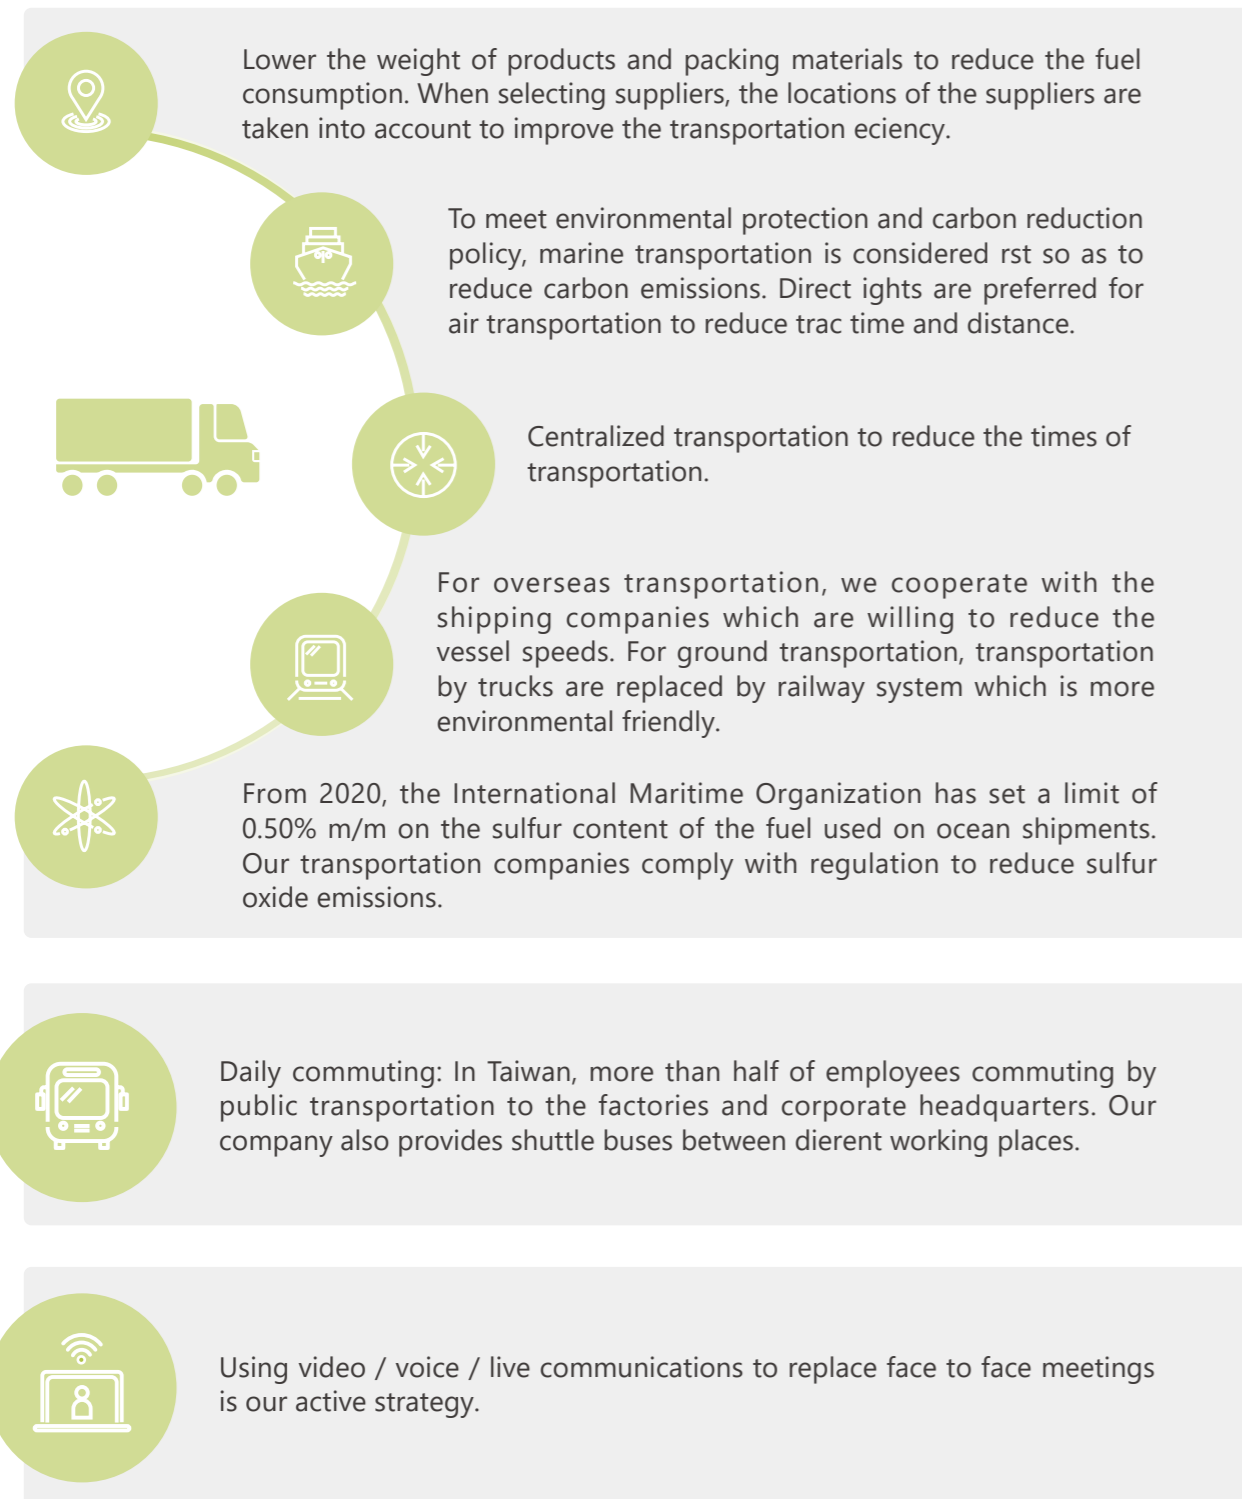 Lower the weight of products and packing materials to reduce the fuel
consumption. When selecting suppliers, the locations of the suppliers are
taken into account to improve the transportation eciency.
To meet environmental protection and carbon reduction
policy, marine transportation is considered rst so as to
reduce carbon emissions. Direct ights are preferred for
air transportation to reduce trac time and distance.
Centralized transportation to reduce the times of
transportation.
For overseas transportation, we cooperate with the
shipping companies which are willing to reduce the
vessel speeds. For ground transportation, transportation
by trucks are replaced by railway system which is more
environmental friendly.
From 2020, the International Maritime Organization has set a limit of
0.50% m/m on the sulfur content of the fuel used on ocean shipments.
Our transportation companies comply with regulation to reduce sulfur
oxide emissions.
Daily commuting: In Taiwan, more than half of employees commuting by
public transportation to the factories and corporate headquarters. Our
company also provides shuttle buses between dierent working places.
Using video / voice / live communications to replace face to face meetings
is our active strategy.